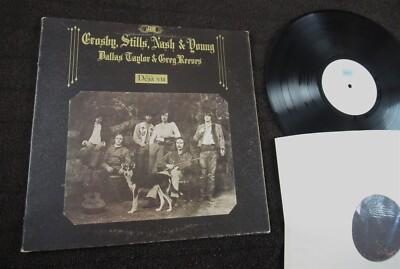 Crosby, Stills, Nash & Young
Dallas Taylor & Greg Reeves
Déjà vu